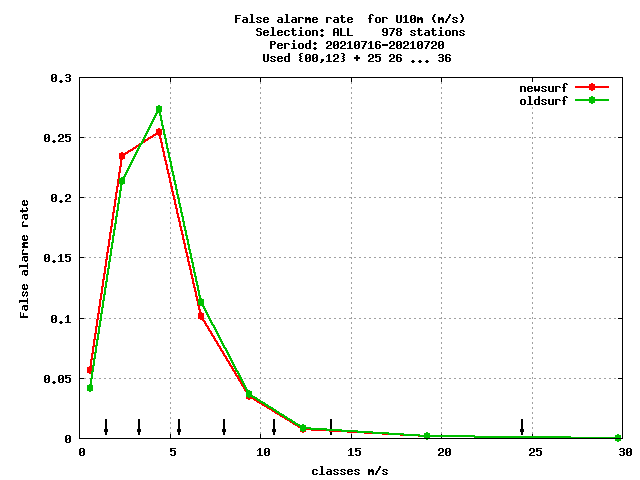 False alarme rate  for U10m (m/s)
Selection: ALL    978 stations
Period: 20210716-20210720
Used {00,12} + 25 26 ... 36
newsurf
oldsurf
0.3
0.25
0.2
0.15
0.1
0.05
0
False alarme rate
0 5 10 15 20 25 30
classes m/s